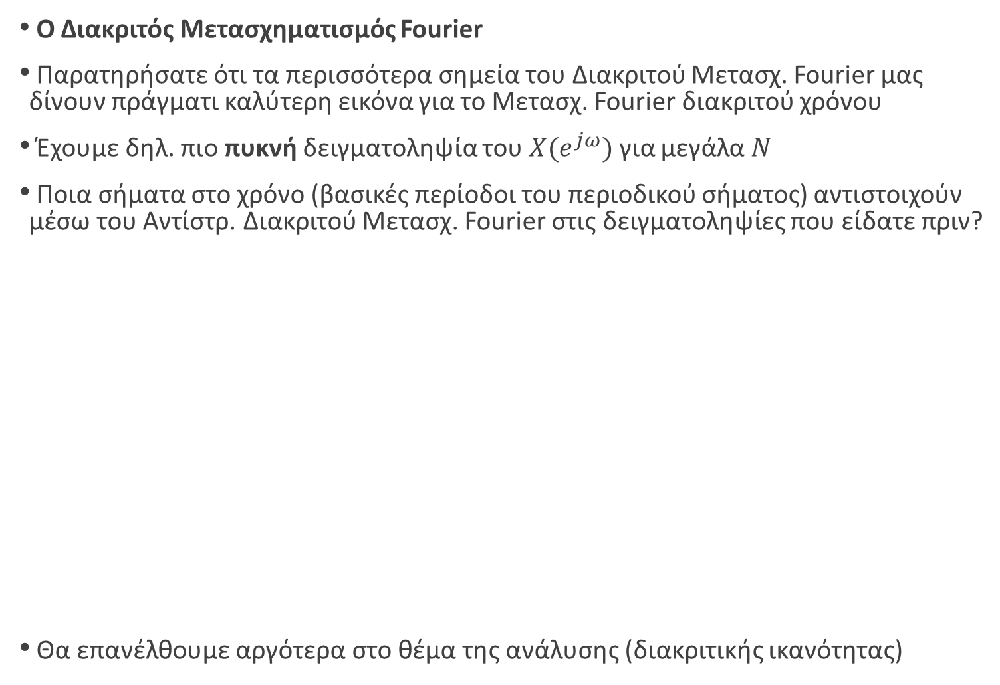 • Ο Διακριτός Μετασχηματισμός Fourier
• Παρατηρήσατε ότι τα περισσότερα σημεία του Διακριτού Μετασχ. Fourier μας
δίνουν πράγματι καλύτερη εικόνα για το Μετασχ. Fourier διακριτού χρόνου
• Έχουμε δηλ. πιο πυκνή δειγματοληψία του X(e^{jω}) για μεγάλα N
• Ποια σήματα στο χρόνο (βασικές περίοδοι του περιοδικού σήματος) αντιστοιχούν
μέσω του Αντίστρ. Διακριτού Μετασχ. Fourier στις δειγματοληψίες που είδατε πριν?
• Θα επανέλθουμε αργότερα στο θέμα της ανάλυσης (διακριτικής ικανότητας)